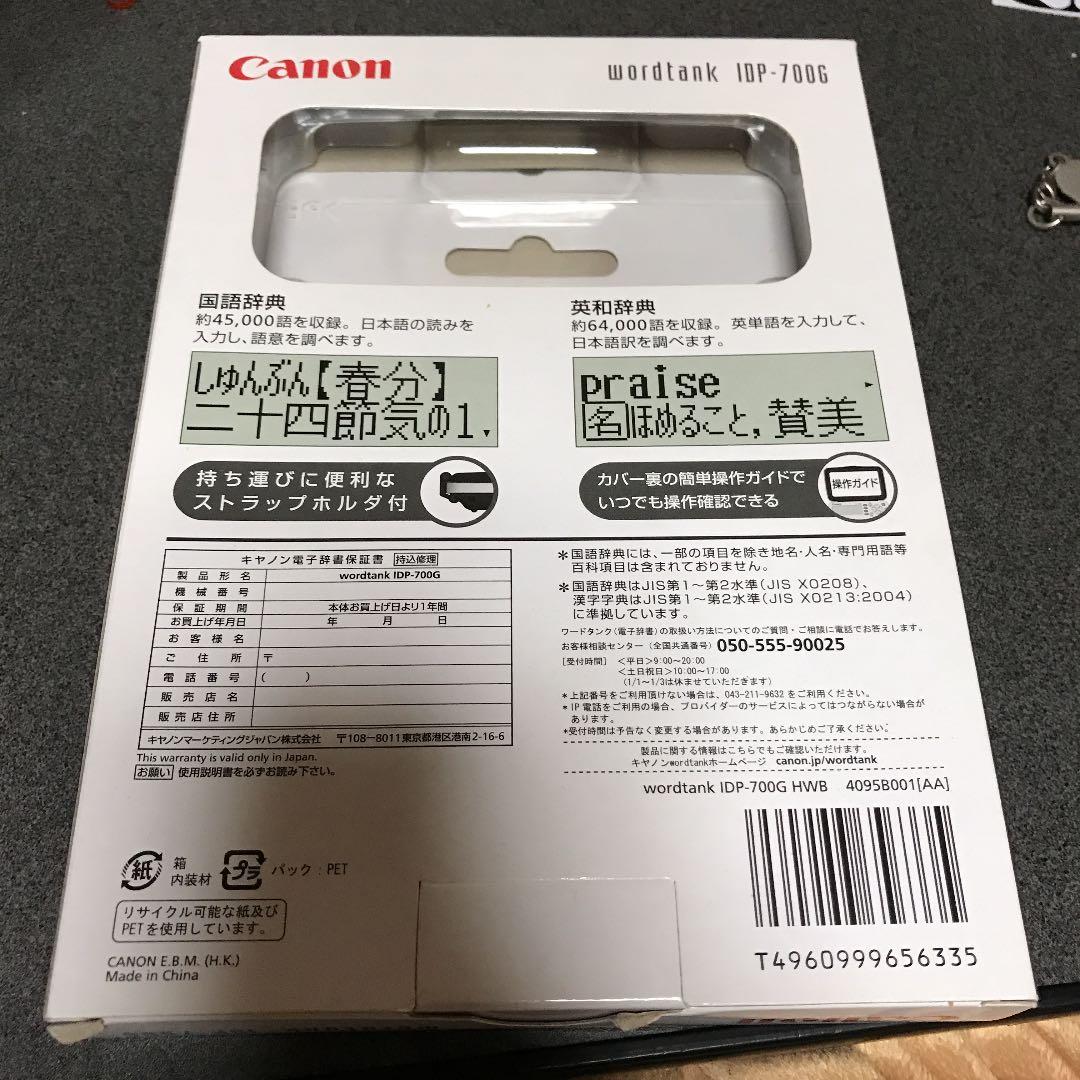 Canon
wordtank IDP-700G
国語辞典
約45,000語を収録。日本語の読みを
入力し、語意を調べます。
しゅんぶん【春分】
二十四節気の1
持ち運びに便利な
ストラップホルダ付
英和辞典
約64,000語を収録。英単語を入力して、
日本語訳を調べます。
praise
名ほめること,賛美
カバー裏の簡単操作ガイドで
いつでも操作確認できる
操作ガイド
キヤノン電子辞書保証書 持込修理
製品形名 wordtank IDP-700G
機械番号
保証期間 本体お買上げ日より1年間
お買上げ年月日 年 月 日
お客様名
ご住所 〒
電話番号 ( )
販売店名
販売店住所
キヤノンマーケティングジャパン株式会社 〒108-8011東京都港区港南2-16-6
This warranty is valid only in Japan.
お願い 使用説明書を必ずお読み下さい。
*国語辞典には、一部の項目を除き地名・人名・専門用語等
百科項目は含まれておりません。
*国語辞典はJIS第1〜第2水準(JIS X0208)、
漢字字典はJIS第1〜第2水準(JIS X0213:2004)
に準拠しています。
ワードタンク(電子辞書)の取扱い方法についてのご質問・ご相談に電話でお答えします。
お客様相談センター (全国共通番号) 050-555-90025
[受付時間] <平日>9:00〜20:00
<土日祝日>10:00〜17:00
(1/1〜1/3は休ませていただきます)
*上記番号をご利用頂けない場合は、043-211-9632 をご利用ください。
*IP電話をご利用の場合、プロバイダーのサービスによってはつながらない場合が
あります。
*受付時間は予告なく変更する場合があります。あらかじめご了承ください。
製品に関する情報はこちらでもご確認いただけます。
キヤノンwordtankホームページ canon.jp/wordtank
wordtank IDP-700G HWB 4095B001[AA]
T4960999656335
紙 箱
内装材
プラ パック:PET
リサイクル可能な紙及び
PETを使用しています。
CANON E.B.M. (H.K.)
Made in China